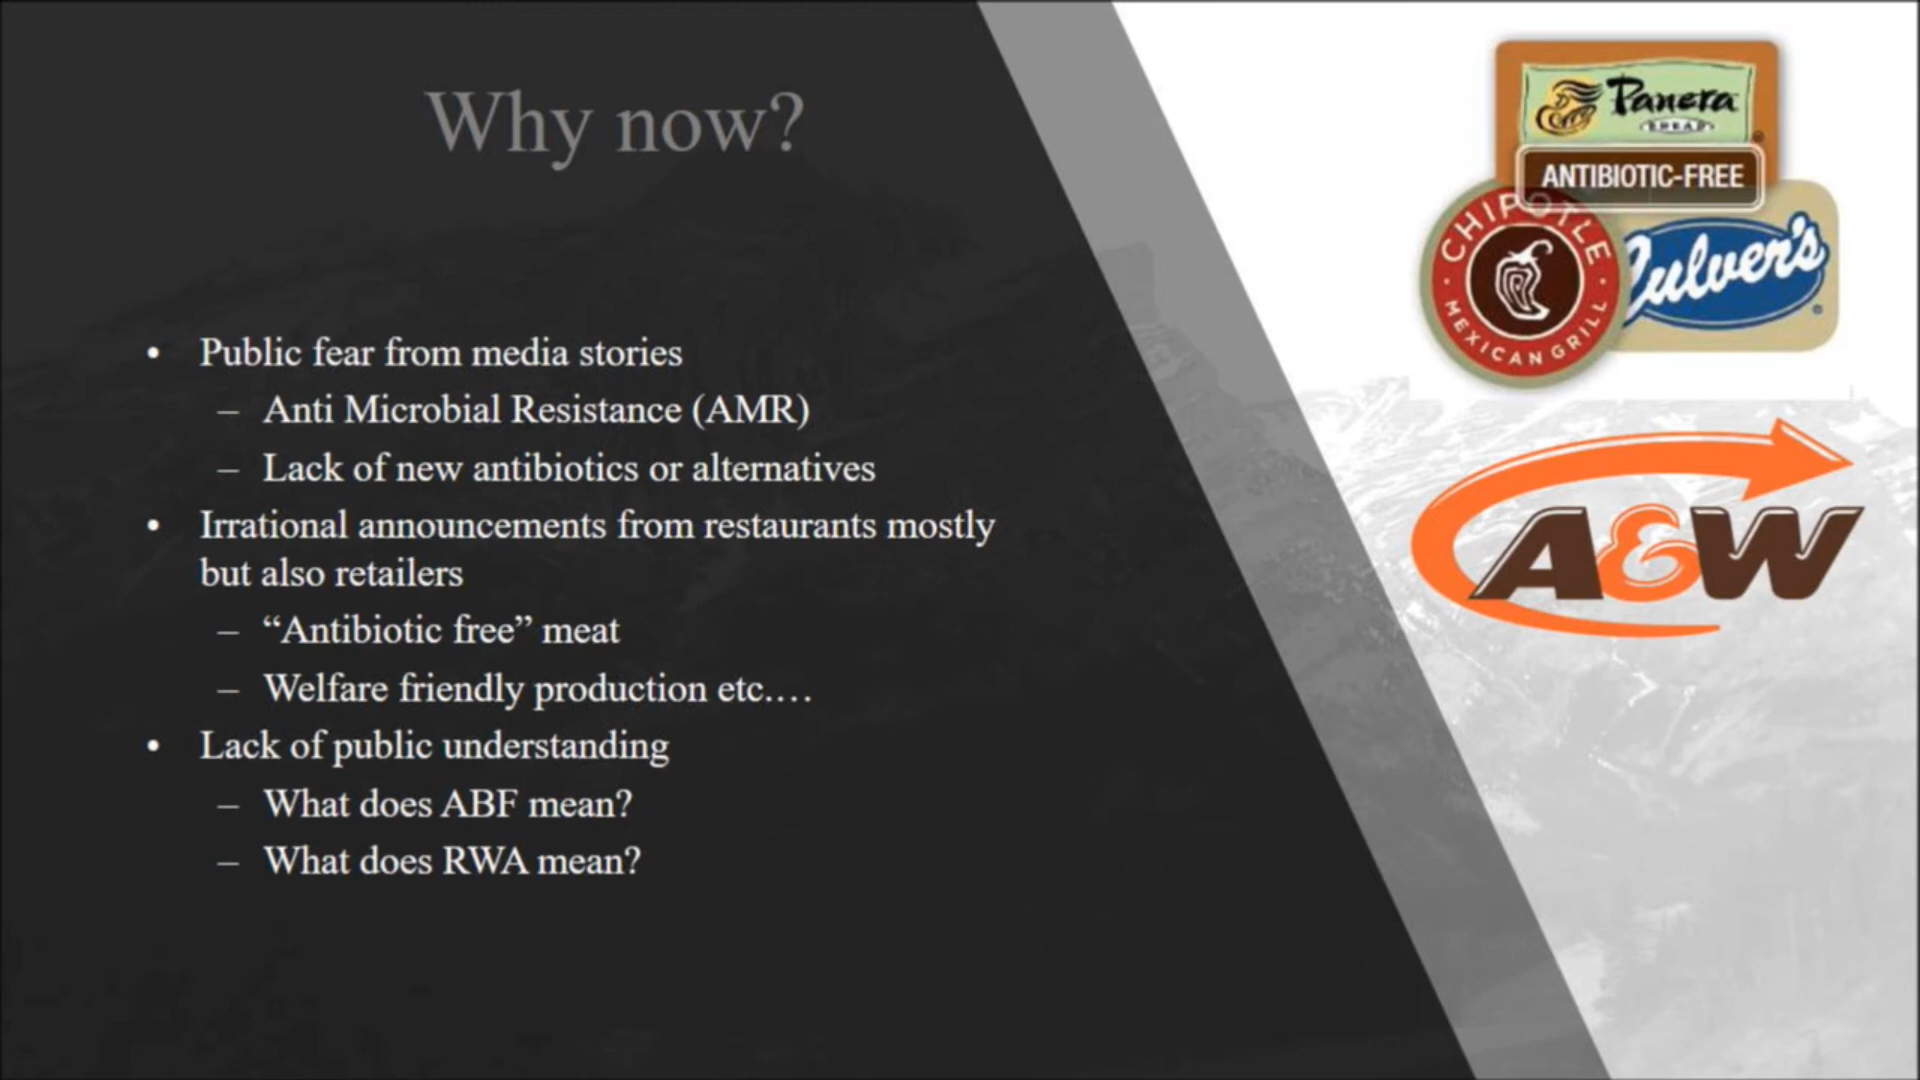 Why now?
• Public fear from media stories
– Anti Microbial Resistance (AMR)
– Lack of new antibiotics or alternatives
• Irrational announcements from restaurants mostly
but also retailers
– “Antibiotic free” meat
– Welfare friendly production etc.…
• Lack of public understanding
– What does ABF mean?
– What does RWA mean?
Panera
BREAD
ANTIBIOTIC-FREE
CHIPOTLE
MEXICAN GRILL
Culver's
A&W